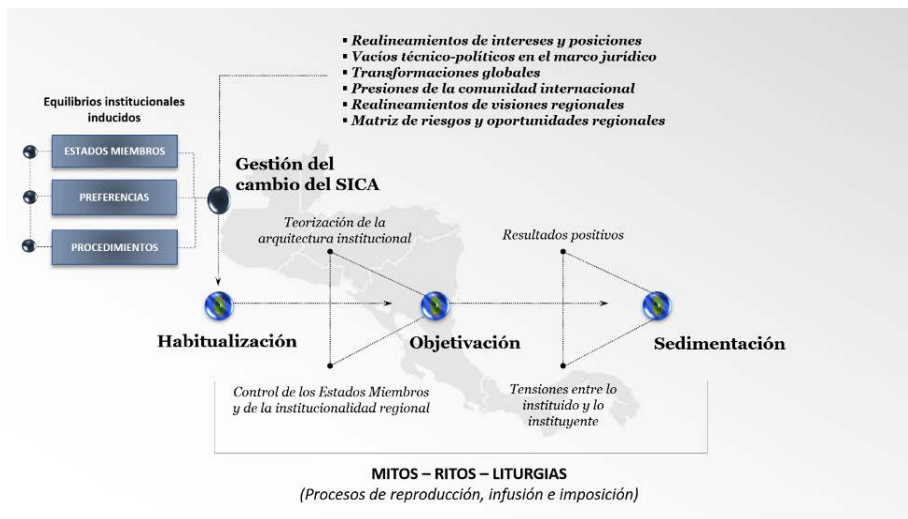 ▪ Realineamientos de intereses y posiciones
▪ Vacíos técnico-políticos en el marco jurídico
▪ Transformaciones globales
▪ Presiones de la comunidad internacional
▪ Realineamientos de visiones regionales
▪ Matriz de riesgos y oportunidades regionales
Equilibrios institucionales
inducidos
ESTADOS MIEMBROS
PREFERENCIAS
PROCEDIMIENTOS
Gestión del
cambio del SICA
Teorización de la
arquitectura institucional
Resultados positivos
Habitualización
Objetivación
Sedimentación
Control de los Estados Miembros
y de la institucionalidad regional
Tensiones entre lo
instituido y lo
instituyente
MITOS – RITOS – LITURGIAS
(Procesos de reproducción, infusión e imposición)